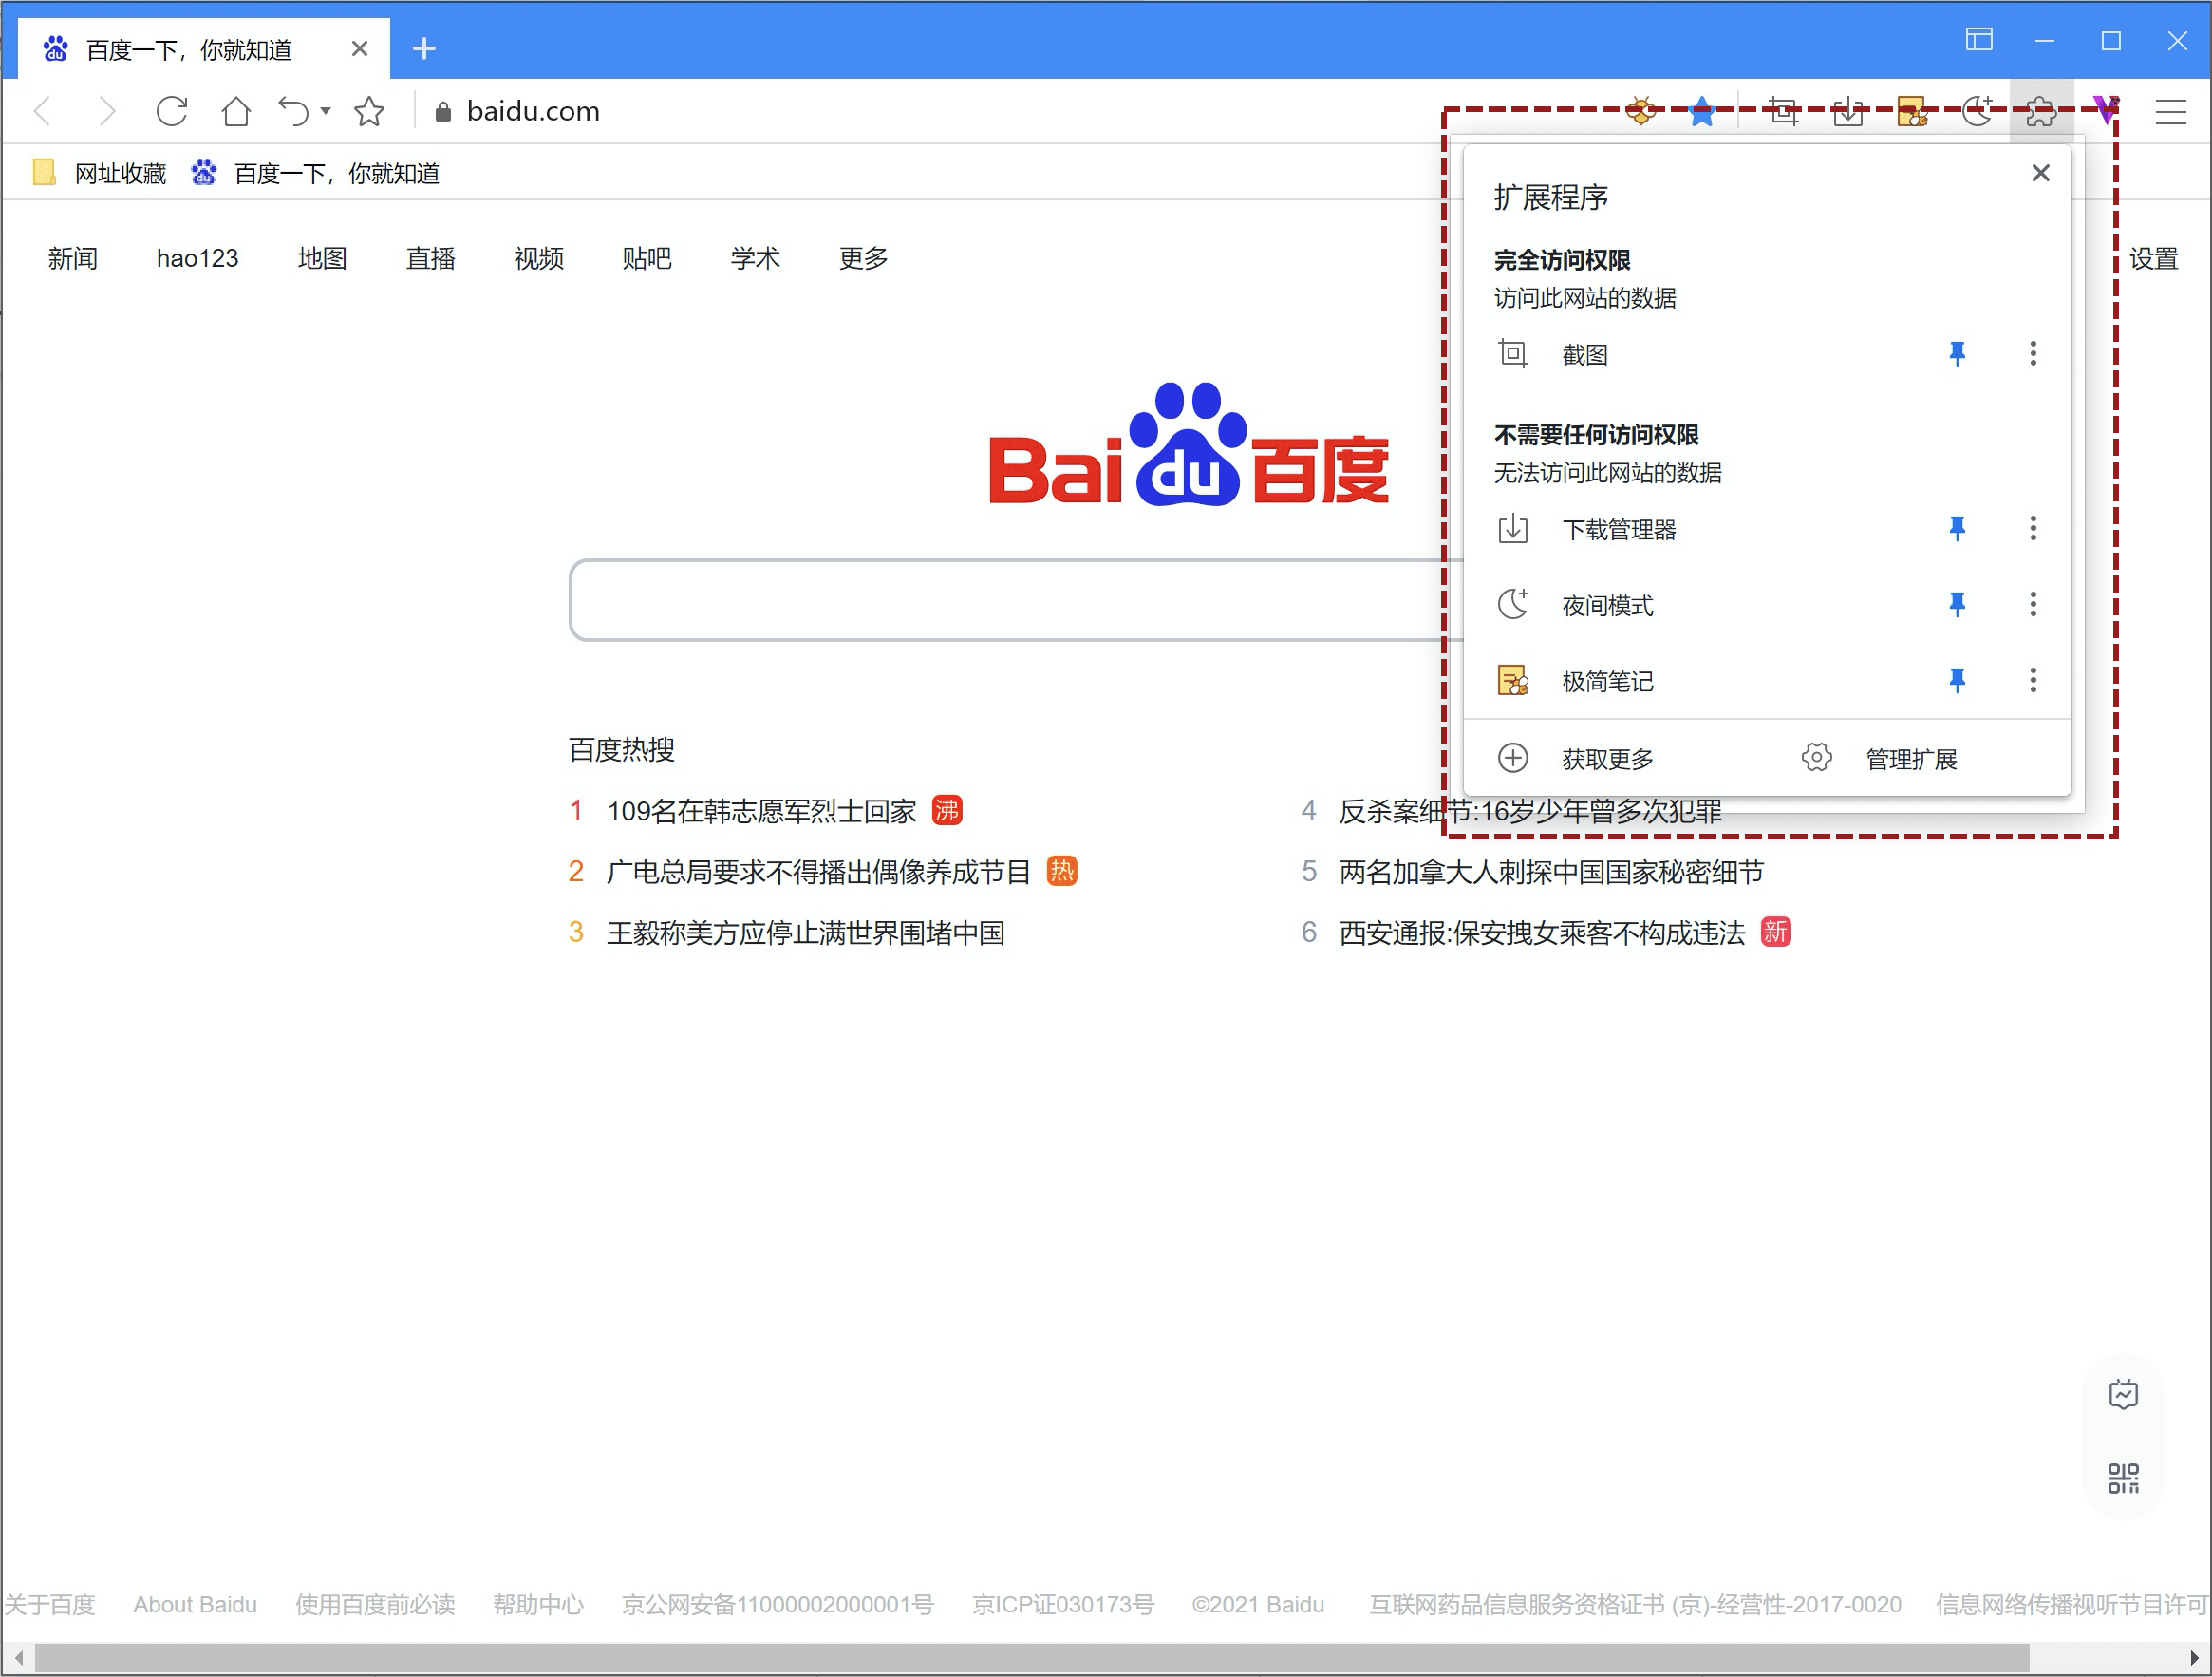 百度一下，你就知道
baidu.com
网址收藏
百度一下，你就知道
新闻 hao123 地图 直播 视频 贴吧 学术 更多
设置
扩展程序
完全访问权限
访问此网站的数据
截图
不需要任何访问权限
无法访问此网站的数据
下载管理器
夜间模式
极简笔记
获取更多 管理扩展
Bai du 百度
百度热搜
1 109名在韩志愿军烈士回家 沸
2 广电总局要求不得播出偶像养成节目 热
3 王毅称美方应停止满世界围堵中国
4 反杀案细节:16岁少年曾多次犯罪
5 两名加拿大人刺探中国国家秘密细节
6 西安通报:保安拽女乘客不构成违法 新
关于百度 About Baidu 使用百度前必读 帮助中心 京公网安备11000002000001号 京ICP证030173号 ©2021 Baidu 互联网药品信息服务资格证书 (京)-经营性-2017-0020 信息网络传播视听节目许可